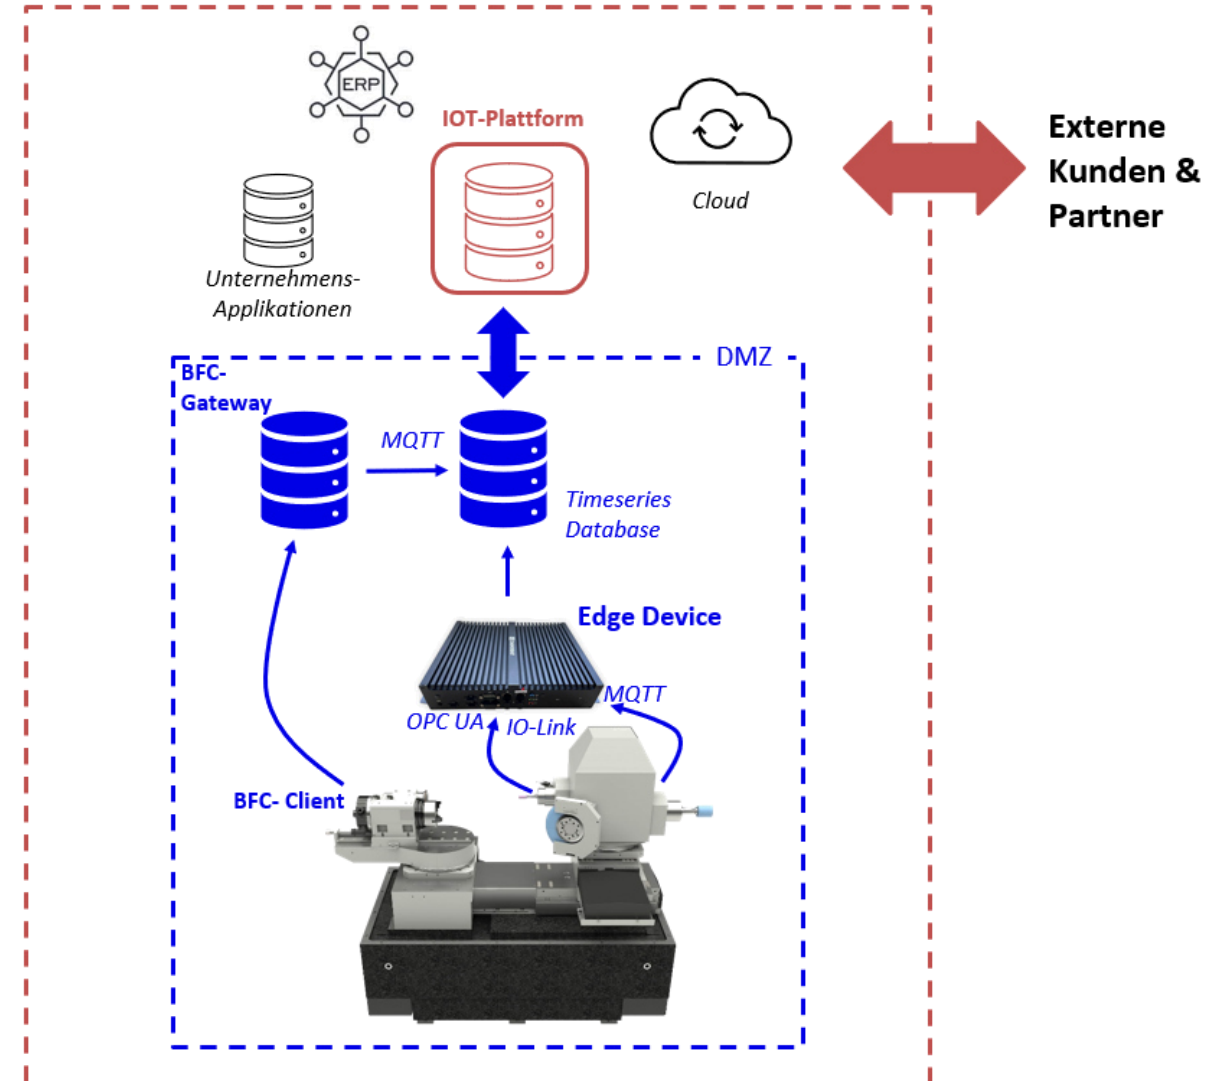 ERP
IOT-Plattform
Cloud
Externe
Kunden &
Partner
Unternehmens-
Applikationen
DMZ
BFC-
Gateway
MQTT
Timeseries
Database
Edge Device
MQTT
OPC UA
IO-Link
BFC- Client